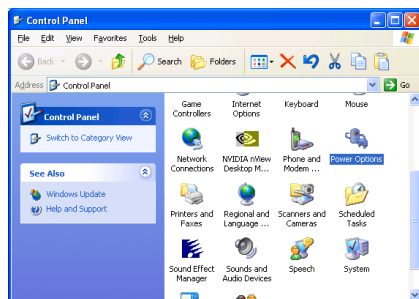 Control Panel
File Edit View Favorites Tools Help
Back Search Folders
Address Control Panel Go
Control Panel
Switch to Category View
See Also
Windows Update
Help and Support
Game Controllers
Internet Options
Keyboard
Mouse
Network Connections
NVIDIA nView Desktop M...
Phone and Modem ...
Power Options
Printers and Faxes
Regional and Language ...
Scanners and Cameras
Scheduled Tasks
Sound Effect Manager
Sounds and Audio Devices
Speech
System